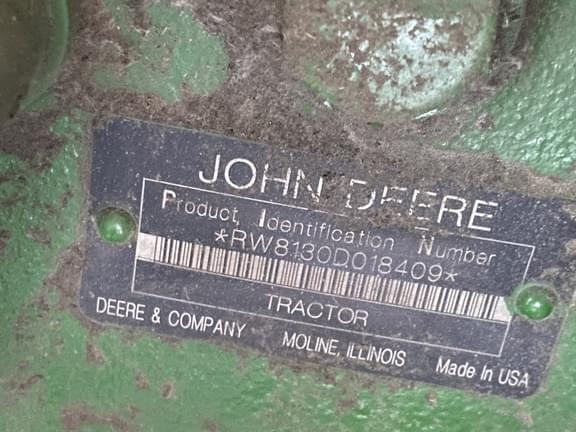 JOHN DEERE
Product Identification Number
*RW8130D018409*
TRACTOR
DEERE & COMPANY MOLINE, ILLINOIS Made In USA